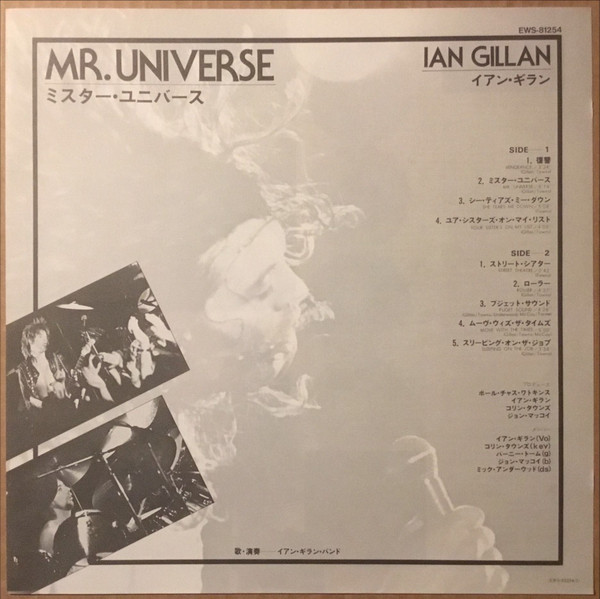 EWS-81254
MR. UNIVERSE
ミスター・ユニバース
IAN GILLAN
イアン・ギラン
SIDE 1
1. 復讐
2. ミスター・ユニバース
3. シー・ティアズ・ミー・ダウン
4. ユア・シスターズ・オン・マイ・リスト
SIDE 2
1. ストリート・シアター
2. ローラー
3. プジェット・サウンド
4. ムーヴ・ウィズ・ザ・タイムズ
5. スリーピング・オン・ザ・ジョブ
プロデュース
ポール・チャス・ワトキンス
イアン・ギラン
コリン・タウンズ
ジョン・マッコイ
イアン・ギラン(Vo)
コリン・タウンズ(kev)
バーニー・トーム(g)
ジョン・マッコイ(b)
ミック・アンダーウッド(ds)
歌・演奏──イアン・ギラン・バンド